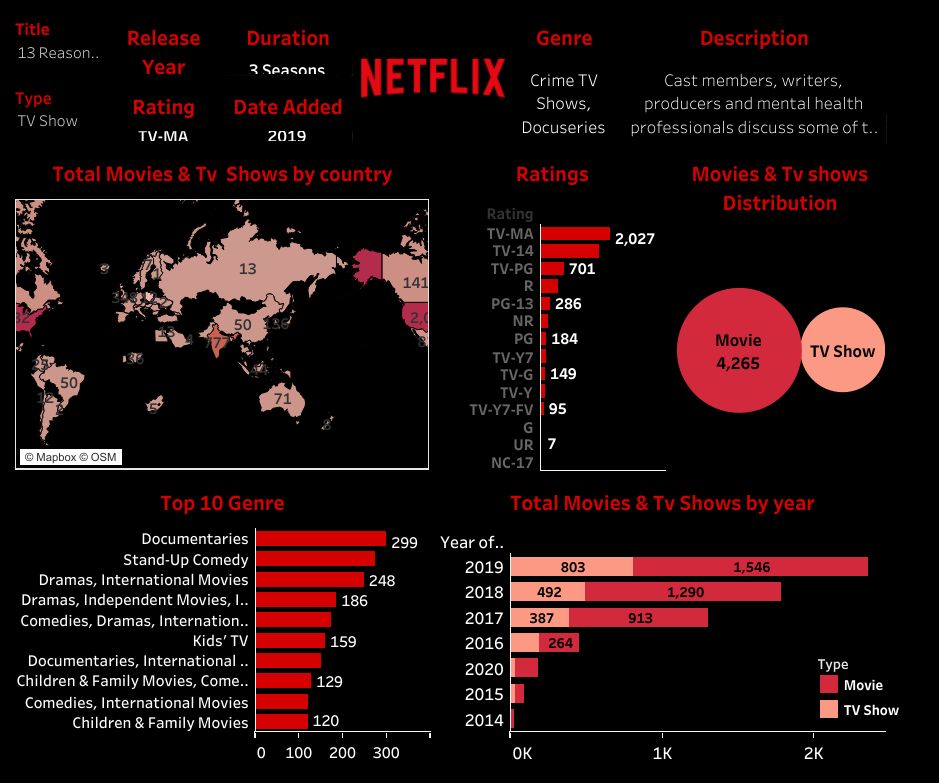 Title
13 Reason..
Type
TV Show
Release
Year
Duration
3 Seasons
Rating
TV-MA
Date Added
2019
NETFLIX
Genre
Crime TV
Shows,
Docuseries
Description
Cast members, writers,
producers and mental health
professionals discuss some of t..
Total Movies & Tv Shows by country
13
141
50
50
71
8
© Mapbox © OSM
Ratings
Rating
TV-MA 2,027
TV-14
TV-PG 701
R
PG-13 286
NR
PG 184
TV-Y7
TV-G 149
TV-Y
TV-Y7-FV 95
G
UR 7
NC-17
Movies & Tv shows
Distribution
Movie
4,265
TV Show
Top 10 Genre
Documentaries 299
Stand-Up Comedy
Dramas, International Movies 248
Dramas, Independent Movies, I.. 186
Comedies, Dramas, Internation..
Kids' TV 159
Documentaries, International ..
Children & Family Movies, Come.. 129
Comedies, International Movies
Children & Family Movies 120
0 100 200 300
Total Movies & Tv Shows by year
Year of..
2019 803 1,546
2018 492 1,290
2017 387 913
2016 264
2020
2015
2014
0K 1K 2K
Type
Movie
TV Show